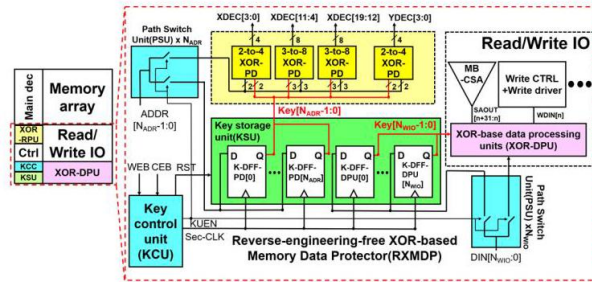 Main dec
Memory array
XOR-RPU
Read/Write IO
Ctrl
KCC
KSU
XOR-DPU
Path Switch Unit(PSU) x NADR
XDEC[3:0]
XDEC[11:4]
XDEC[19:12]
YDEC[3:0]
4
8
8
4
2-to-4 XOR-PD
3-to-8 XOR-PD
3-to-8 XOR-PD
2-to-4 XOR-PD
2
2
3
3
3
3
2
2
Key[NADR-1:0]
ADDR
[NADR-1:0]
Key storage unit(KSU)
Key[NWIO-1:0]
D Q
K-DFF-PD[0]
D Q
K-DFF-PD[NADR]
D Q
K-DFF-DPU[0]
D Q
K-DFF-DPU[NWIO]
WEB CEB RST
Key control unit (KCU)
KUEN
Sec-CLK
Reverse-engineering-free XOR-based Memory Data Protector(RXMDP)
Read/Write IO
MB-CSA
Write CTRL +Write driver
SAOUT
[n+31:n]
WDIN[n]
XOR-base data processing units (XOR-DPU)
Path Switch Unit(PSU) xNWIO
DIN[NWIO:0]